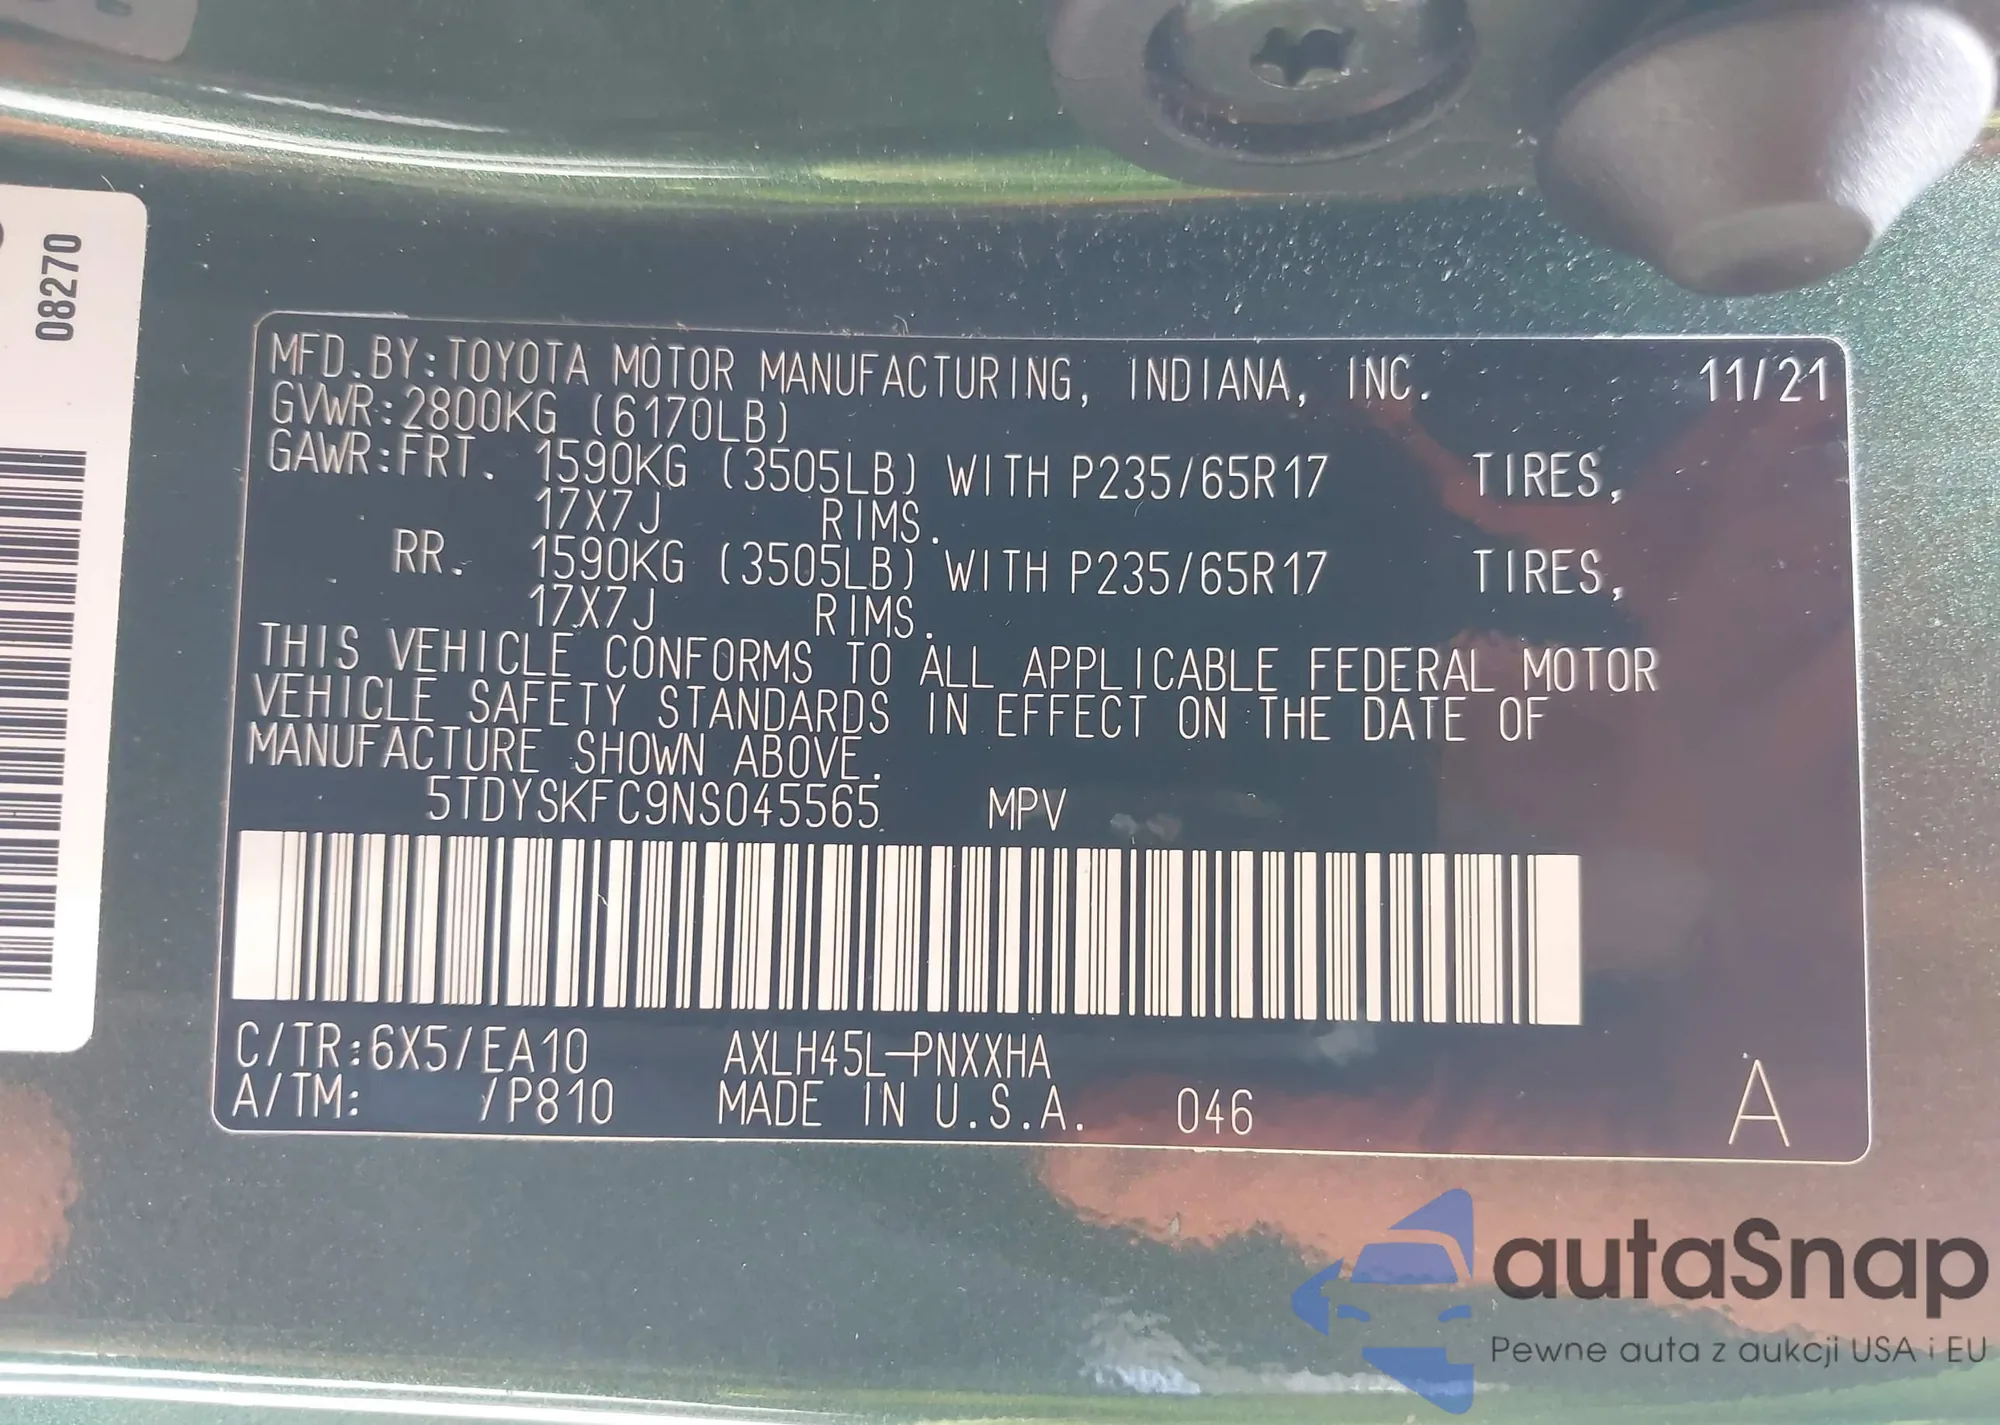 08270
MFD.BY:TOYOTA MOTOR MANUFACTURING, INDIANA, INC. 11/21
GVWR:2800KG (6170LB)
GAWR:FRT. 1590KG (3505LB) WITH P235/65R17 TIRES,
17X7J RIMS.
RR. 1590KG (3505LB) WITH P235/65R17 TIRES,
17X7J RIMS.
THIS VEHICLE CONFORMS TO ALL APPLICABLE FEDERAL MOTOR
VEHICLE SAFETY STANDARDS IN EFFECT ON THE DATE OF
MANUFACTURE SHOWN ABOVE.
5TDYSKFC9NS045565 MPV
C/TR:6X5/EA10 AXLH45L-PNXXHA
A/TM: /P810 MADE IN U.S.A. 046 A
autaSnap
Pewne auta z aukcji USA i EU